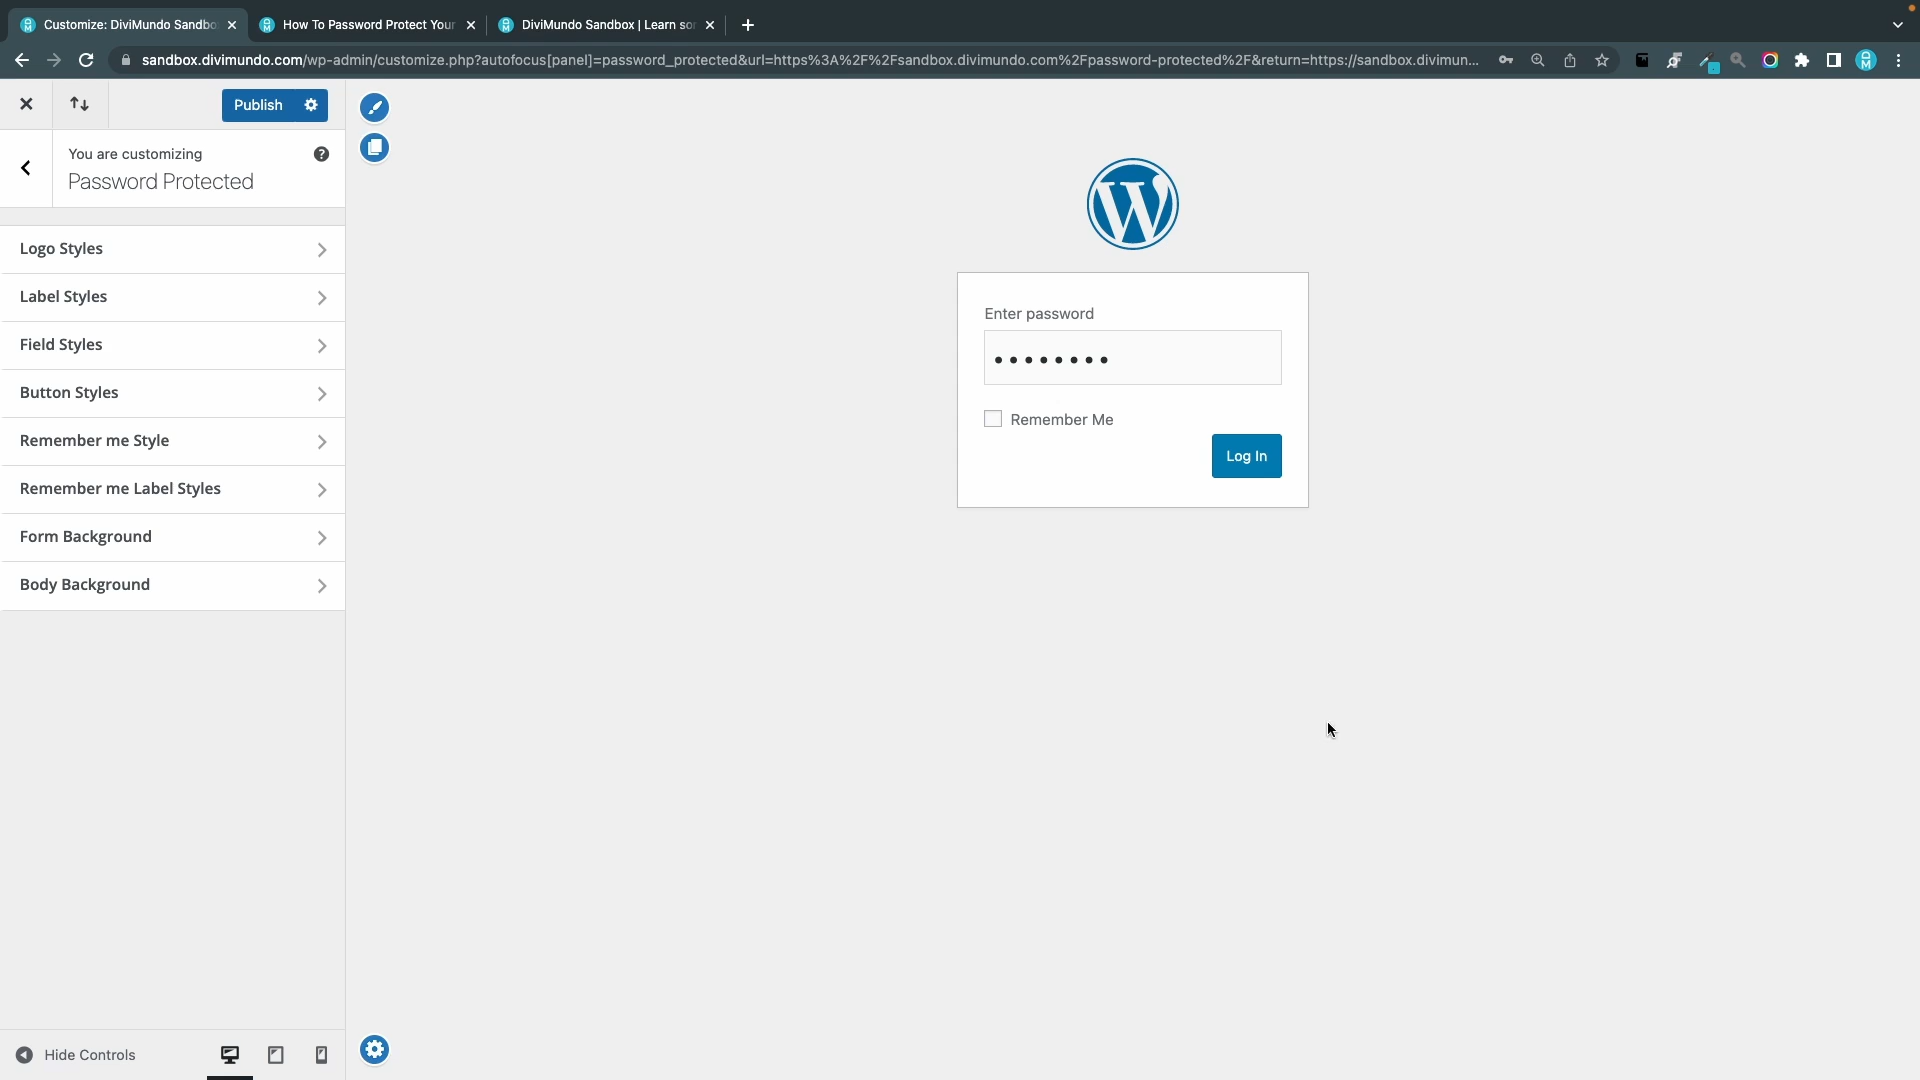 Customize: DiviMundo Sandbo
How To Password Protect Your
DiviMundo Sandbox | Learn so
sandbox.divimundo.com/wp-admin/customize.php?autofocus[panel]=password_protected&url=https%3A%2F%2Fsandbox.divimundo.com%2Fpassword-protected%2F&return=https://sandbox.divimun...
Publish
You are customizing
Password Protected
Logo Styles
Label Styles
Field Styles
Button Styles
Remember me Style
Remember me Label Styles
Form Background
Body Background
Hide Controls
Enter password
Remember Me
Log In